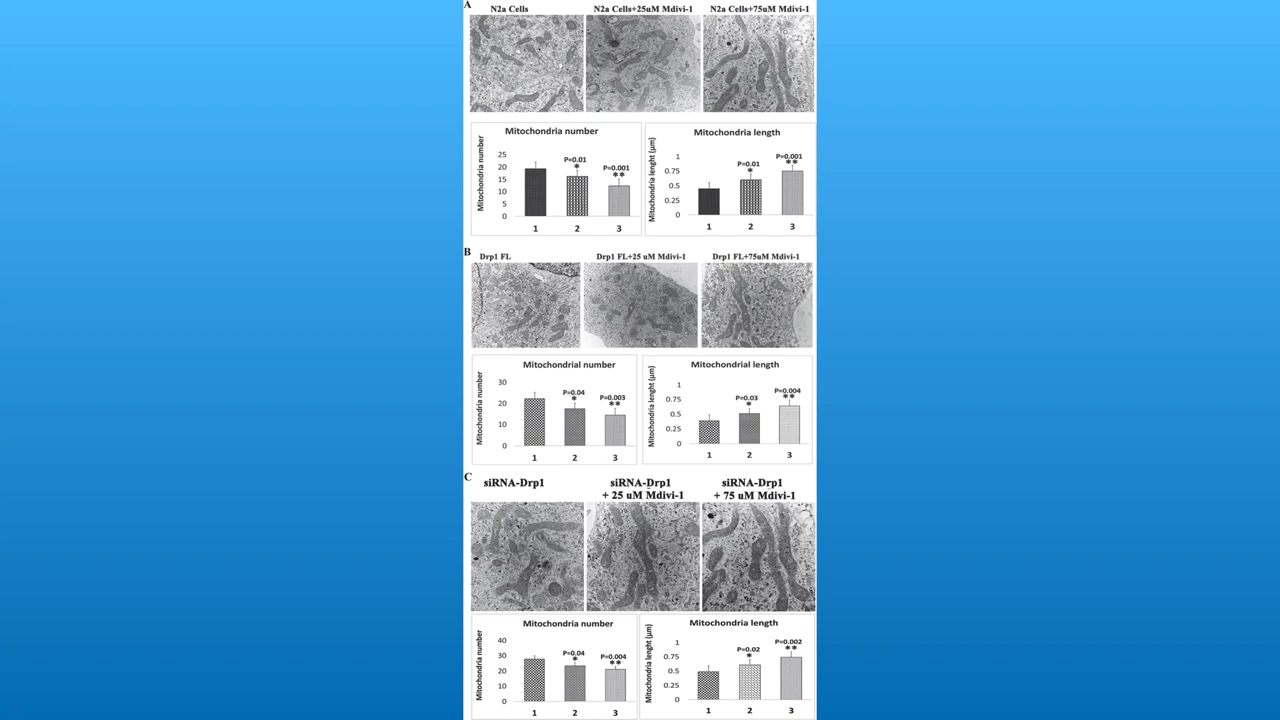 A
N2a Cells
N2a Cells+25uM Mdivi-1
N2a Cells+75uM Mdivi-1
Mitochondria number
Mitochondria number
25
20
15
10
5
0
P=0.01
*
P=0.001
**
1 2 3
Mitochondria length
Mitochondria lenght (μm)
1
0.75
0.5
0.25
0
P=0.01
*
P=0.001
**
1 2 3
B
Drp1 FL
Drp1 FL+25 uM Mdivi-1
Drp1 FL+75uM Mdivi-1
Mitochondrial number
Mitochondria number
30
20
10
0
P=0.04
*
P=0.003
**
1 2 3
Mitochondrial length
Mitochondria lenght (μm)
1
0.75
0.5
0.25
0
P=0.03
*
P=0.004
**
1 2 3
C
siRNA-Drp1
siRNA-Drp1
+ 25 uM Mdivi-1
siRNA-Drp1
+ 75 uM Mdivi-1
Mitochondria number
Mitochondria number
40
30
20
10
0
P=0.04
*
P=0.004
**
1 2 3
Mitochondria length
Mitochondria lenght (μm)
1
0.75
0.5
0.25
0
P=0.02
*
P=0.002
**
1 2 3